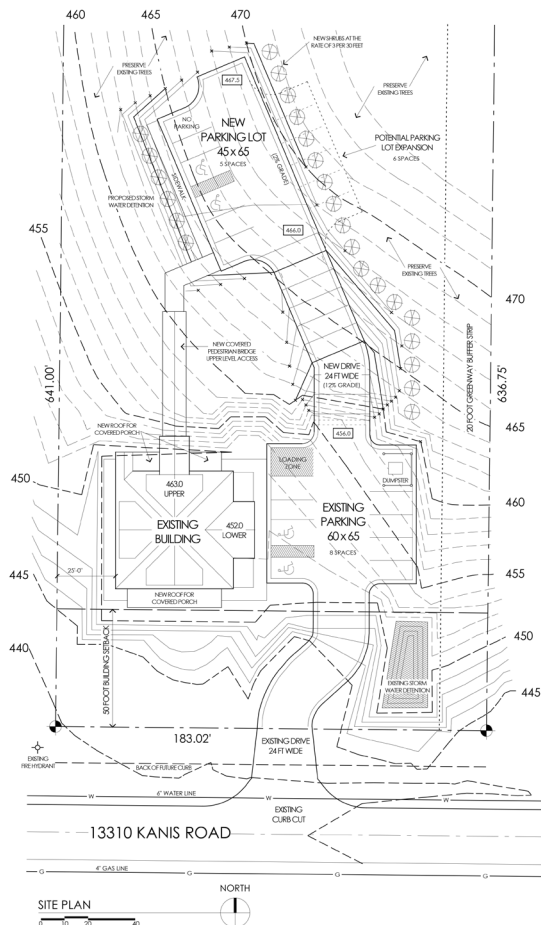 460
465
470
NEW SHRUBS AT THE
RATE OF 3 PER 30 FEET
PRESERVE
EXISTING TREES
467.5
PRESERVE
EXISTING TREES
NO
PARKING
NEW
PARKING LOT
45 x 65
5 SPACES
(2% GRADE)
POTENTIAL PARKING
LOT EXPANSION
6 SPACES
SIDEWALK
PROPOSED STORM
WATER DETENTION
455
466.0
PRESERVE
EXISTING TREES
470
NEW COVERED
PEDESTRIAN BRIDGE
UPPER LEVEL ACCESS
641.00'
NEW DRIVE
24 FT WIDE
(12% GRADE)
20 FOOT GREENWAY BUFFER STRIP
636.75'
NEW ROOF FOR
COVERED PORCH
456.0
465
450
LOADING
ZONE
463.0
UPPER
DUMPSTER
460
EXISTING
BUILDING
452.0
LOWER
EXISTING
PARKING
60 x 65
8 SPACES
445
25'-0"
455
NEW ROOF FOR
COVERED PORCH
440
50 FOOT BUILDING SETBACK
450
EXISTING STORM
WATER DETENTION
445
183.02'
EXISTING DRIVE
24 FT WIDE
EXISTING
FIRE HYDRANT
BACK OF FUTURE CURB
6" WATER LINE
W
W
W
EXISTING
CURB CUT
13310 KANIS ROAD
4" GAS LINE
G
G
G
G
NORTH
SITE PLAN
0 10 20 40